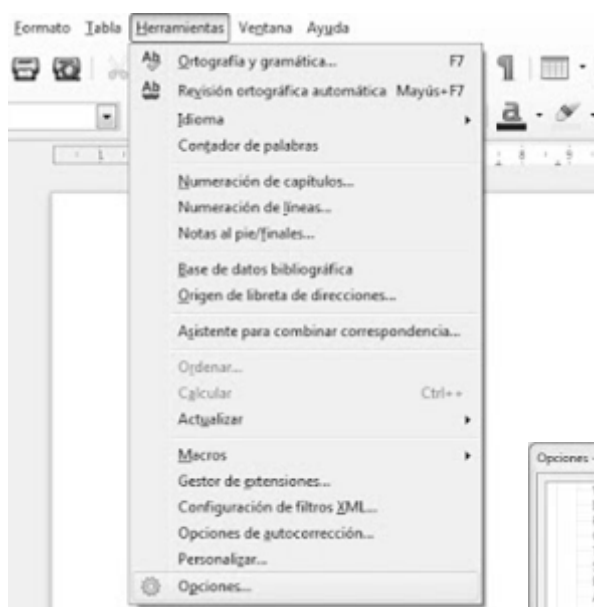 Formato Tabla Herramientas Ventana Ayuda
Ortografía y gramática... F7
Revisión ortográfica automática Mayús+F7
Idioma
Contador de palabras
Numeración de capítulos...
Numeración de líneas...
Notas al pie/finales...
Base de datos bibliográfica
Origen de libreta de direcciones...
Asistente para combinar correspondencia...
Ordenar...
Calcular Ctrl++
Actualizar
Macros
Gestor de extensiones...
Configuración de filtros XML...
Opciones de autocorrección...
Personalizar...
Opciones...
Opciones -